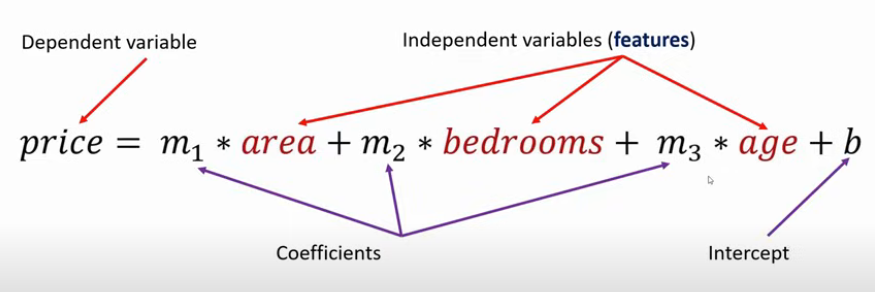 Dependent variable
Independent variables (features)
price = m₁ * area + m₂ * bedrooms + m₃ * age + b
Coefficients
Intercept